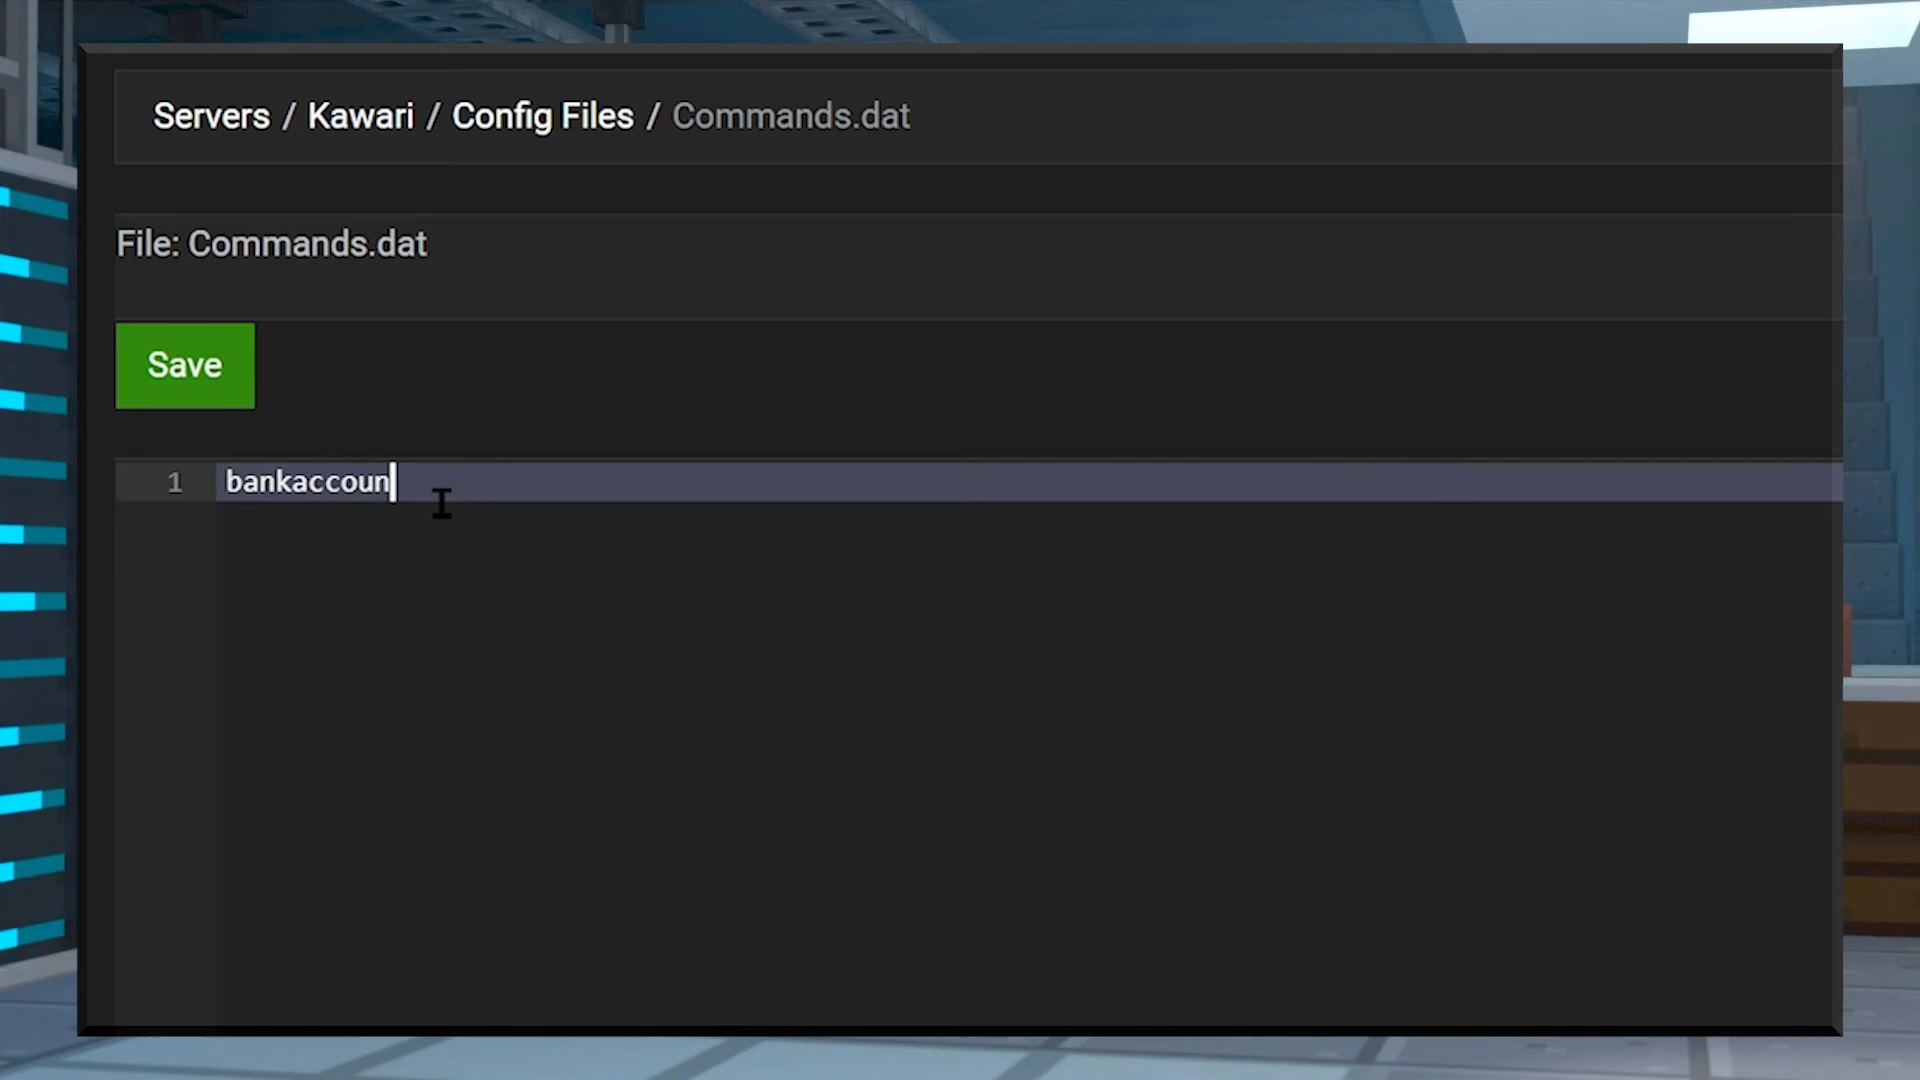 Servers / Kawari / Config Files / Commands.dat
File: Commands.dat
Save
1 bankaccoun